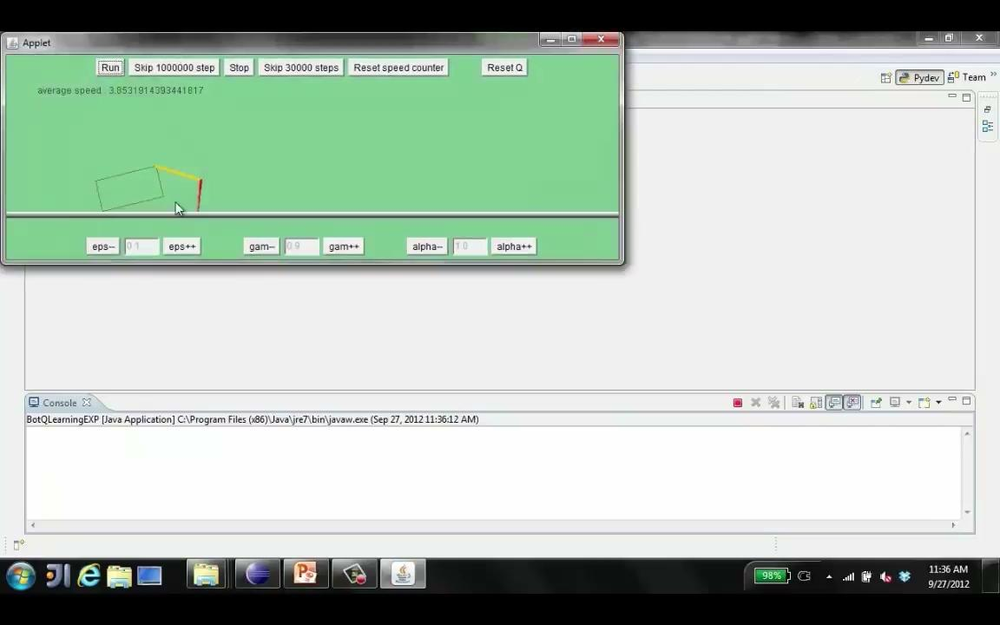 Applet
Run Skip 1000000 step Stop Skip 30000 steps Reset speed counter Reset Q
average speed : 3.8531914393441817
eps-- 0.1 eps++ gam-- 0.9 gam++ alpha-- 1.0 alpha++
Pydev Team
Console
BotQLearningEXP [Java Application] C:\Program Files (x86)\Java\jre7\bin\javaw.exe (Sep 27, 2012 11:36:12 AM)
98%
11:36 AM
9/27/2012